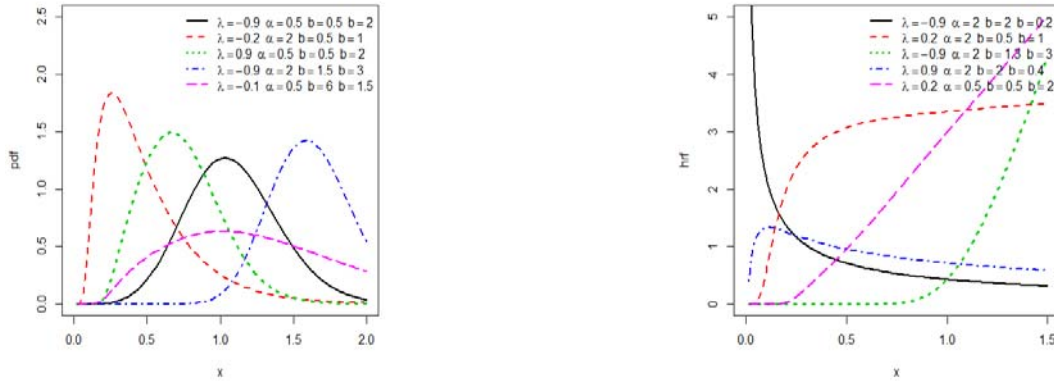 λ=−0.9 α=0.5 b=0.5 b=2
λ=−0.2 α=2 b=0.5 b=1
λ=0.9 α=0.5 b=0.5 b=2
λ=−0.9 α=2 b=1.5 b=3
λ=−0.1 α=0.5 b=6 b=1.5
2.5
2.0
1.5
1.0
0.5
0.0
pdf
0.0 0.5 1.0 1.5 2.0
x
λ=−0.9 α=2 b=2 b=0.2
λ=0.2 α=2 b=0.5 b=1
λ=−0.9 α=2 b=1.5 b=3
λ=0.9 α=2 b=2 b=0.4
λ=0.2 α=0.5 b=0.5 b=2
5
4
3
2
1
0
hrf
0.0 0.5 1.0 1.5
x